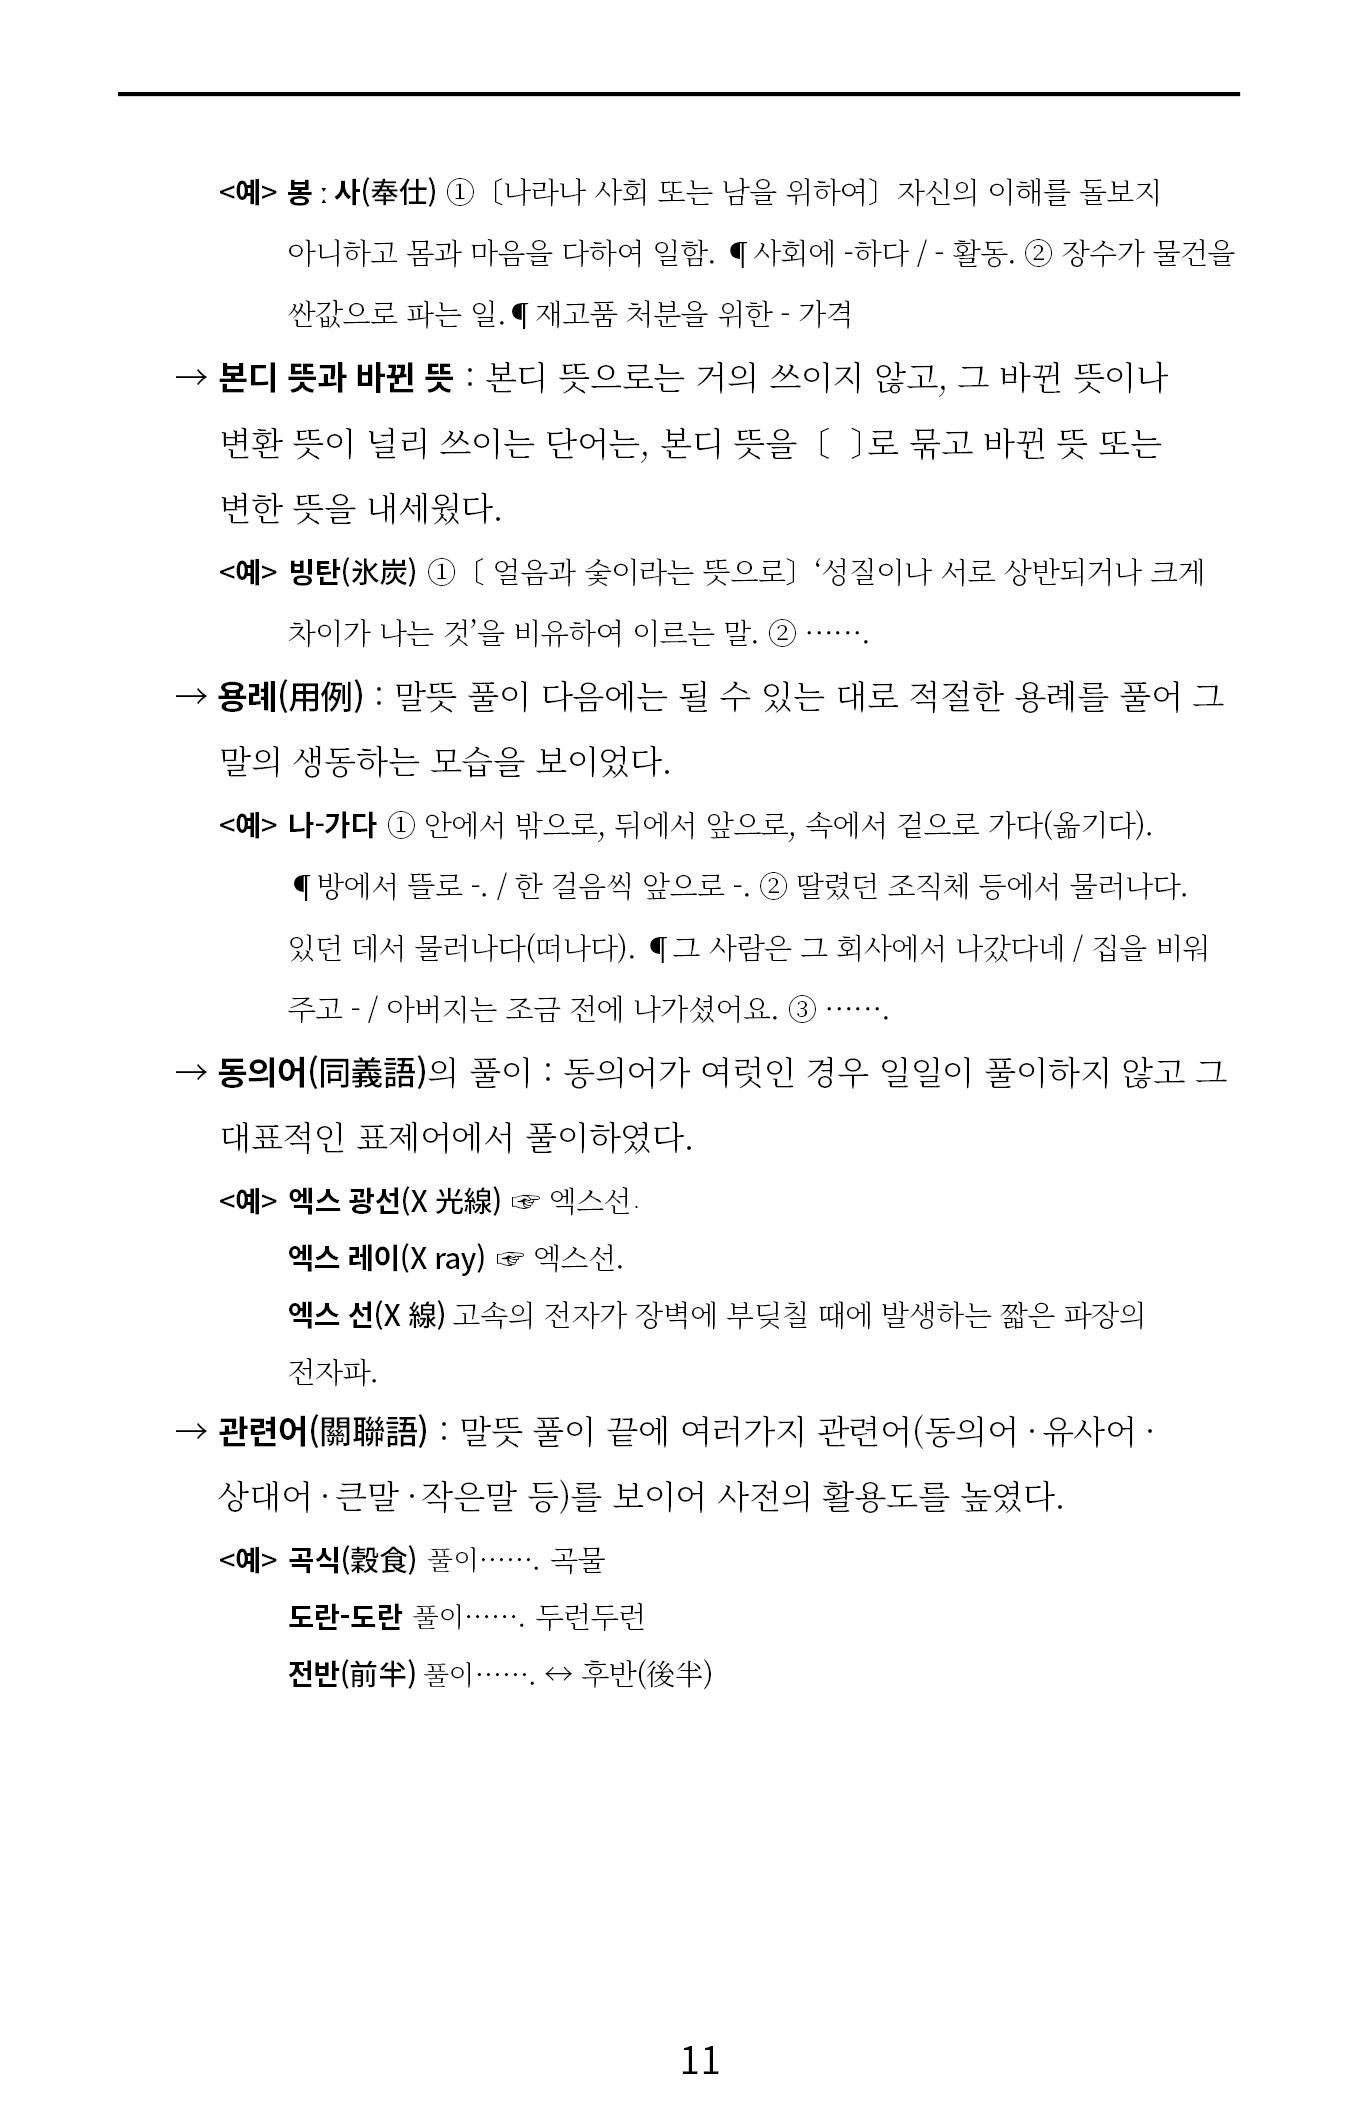 <예> 봉 : 사(奉仕) ①〔나라나 사회 또는 남을 위하여〕자신의 이해를 돌보지
아니하고 몸과 마음을 다하여 일함. ¶사회에 -하다 / - 활동. ② 장수가 물건을
싼값으로 파는 일.¶재고품 처분을 위한 - 가격
→ 본디 뜻과 바뀐 뜻 : 본디 뜻으로는 거의 쓰이지 않고, 그 바뀐 뜻이나
변환 뜻이 널리 쓰이는 단어는, 본디 뜻을〔 〕로 묶고 바뀐 뜻 또는
변한 뜻을 내세웠다.
<예> 빙탄(氷炭) ①〔 얼음과 숯이라는 뜻으로〕‘성질이나 서로 상반되거나 크게
차이가 나는 것’을 비유하여 이르는 말. ② …….
→ 용례(用例) : 말뜻 풀이 다음에는 될 수 있는 대로 적절한 용례를 풀어 그
말의 생동하는 모습을 보이었다.
<예> 나-가다 ① 안에서 밖으로, 뒤에서 앞으로, 속에서 겉으로 가다(옮기다).
¶방에서 뜰로 -. / 한 걸음씩 앞으로 -. ② 딸렸던 조직체 등에서 물러나다.
있던 데서 물러나다(떠나다). ¶그 사람은 그 회사에서 나갔다네 / 집을 비워
주고 - / 아버지는 조금 전에 나가셨어요. ③ …….
→ 동의어(同義語)의 풀이 : 동의어가 여럿인 경우 일일이 풀이하지 않고 그
대표적인 표제어에서 풀이하였다.
<예> 엑스 광선(X 光線) ☞ 엑스선.
엑스 레이(X ray) ☞ 엑스선.
엑스 선(X 線) 고속의 전자가 장벽에 부딪칠 때에 발생하는 짧은 파장의
전자파.
→ 관련어(關聯語) : 말뜻 풀이 끝에 여러가지 관련어(동의어 · 유사어 ·
상대어 · 큰말 · 작은말 등)를 보이어 사전의 활용도를 높였다.
<예> 곡식(穀食) 풀이……. 곡물
도란-도란 풀이……. 두런두런
전반(前半) 풀이……. ↔ 후반(後半)
11